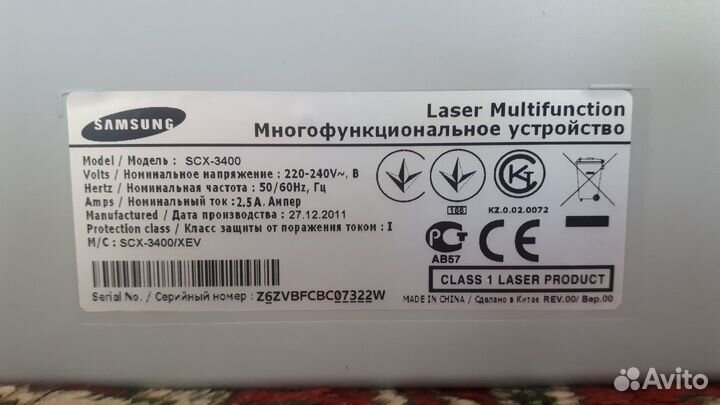 SAMSUNG
Laser Multifunction
Многофункциональное устройство
Model / Модель : SCX-3400
Volts / Номинальное напряжение : 220-240V~, В
Hertz / Номинальная частота : 50/60Hz, Гц
Amps / Номинальный ток : 2.5A. Ампер
Manufactured / Дата производства : 27.12.2011
Protection class / Класс защиты от поражения током : I
M/C : SCX-3400/XEV
166
KZ.0.02.0072
АВ57
CE
CLASS 1 LASER PRODUCT
Serial No. / Серийный номер : Z6ZVBFCBC07322W
MADE IN CHINA / Сделано в Китае REV.00/ Вер.00
Avito